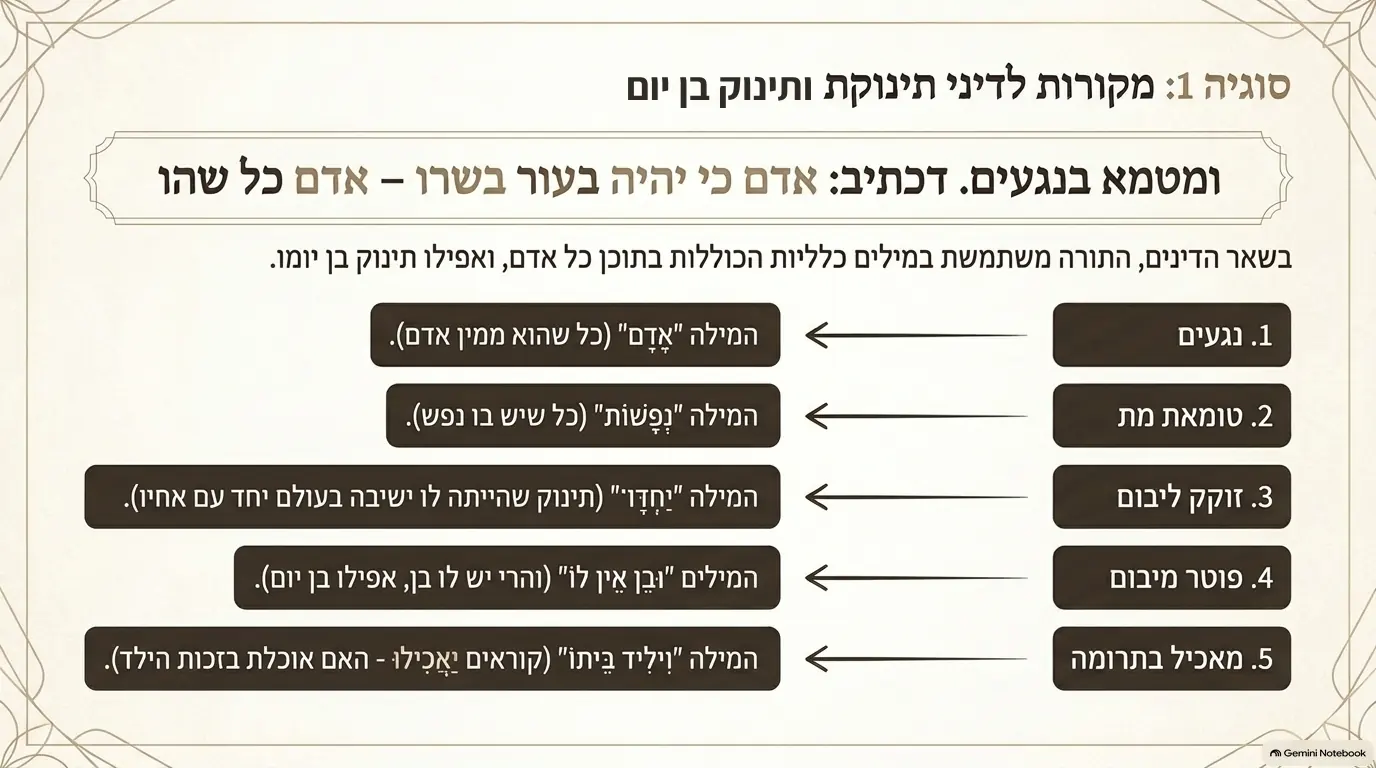 סוגיה 1: מקורות לדיני תינוקת ותינוק בן יום
ומטמא בנגעים. דכתיב: אדם כי יהיה בעור בשרו – אדם כל שהו
בשאר הדינים, התורה משתמשת במילים כלליות הכוללות בתוכן כל אדם, ואפילו תינוק בן יומו.
1. נגעים
המילה "אָדָם" (כל שהוא ממין אדם).
2. טומאת מת
המילה "נְפָשׁוֹת" (כל שיש בו נפש).
3. זוקק ליבום
המילה "יַחְדָּו" (תינוק שהייתה לו ישיבה בעולם יחד עם אחיו).
4. פוטר מיבום
המילים "וּבֵן אֵין לוֹ" (והרי יש לו בן, אפילו בן יום).
5. מאכיל בתרומה
המילה "וִילִיד בֵּיתוֹ" (קוראים יַאֲכִילוּ - האם אוכלת בזכות הילד).
Gemini Notebook